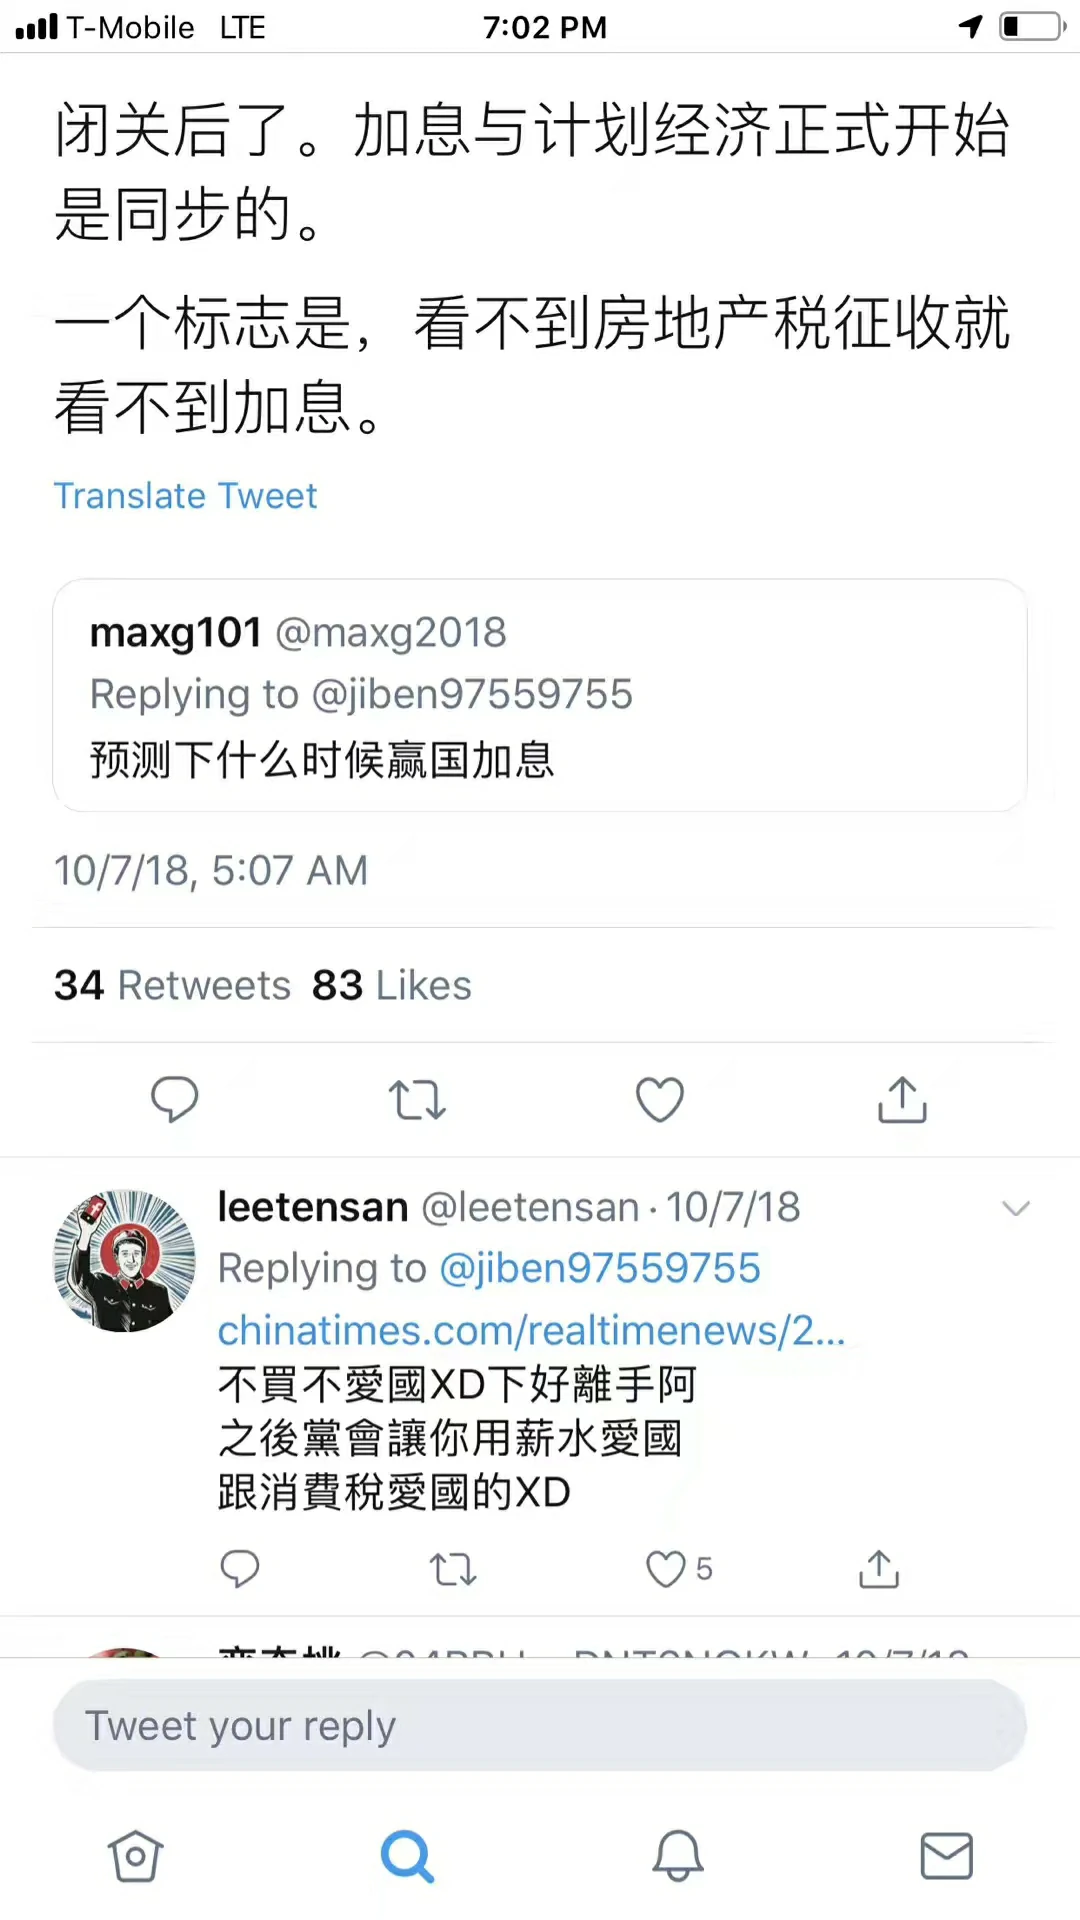 T-Mobile LTE 7:02 PM
闭关后了。加息与计划经济正式开始
是同步的。
一个标志是，看不到房地产税征收就
看不到加息。
Translate Tweet
maxg101 @maxg2018
Replying to @jiben97559755
预测下什么时候赢国加息
10/7/18, 5:07 AM
34 Retweets 83 Likes
leetensan @leetensan · 10/7/18
Replying to @jiben97559755
chinatimes.com/realtimenews/2...
不買不愛國XD下好離手阿
之後黨會讓你用薪水愛國
跟消費稅愛國的XD
5
10/7/18
Tweet your reply